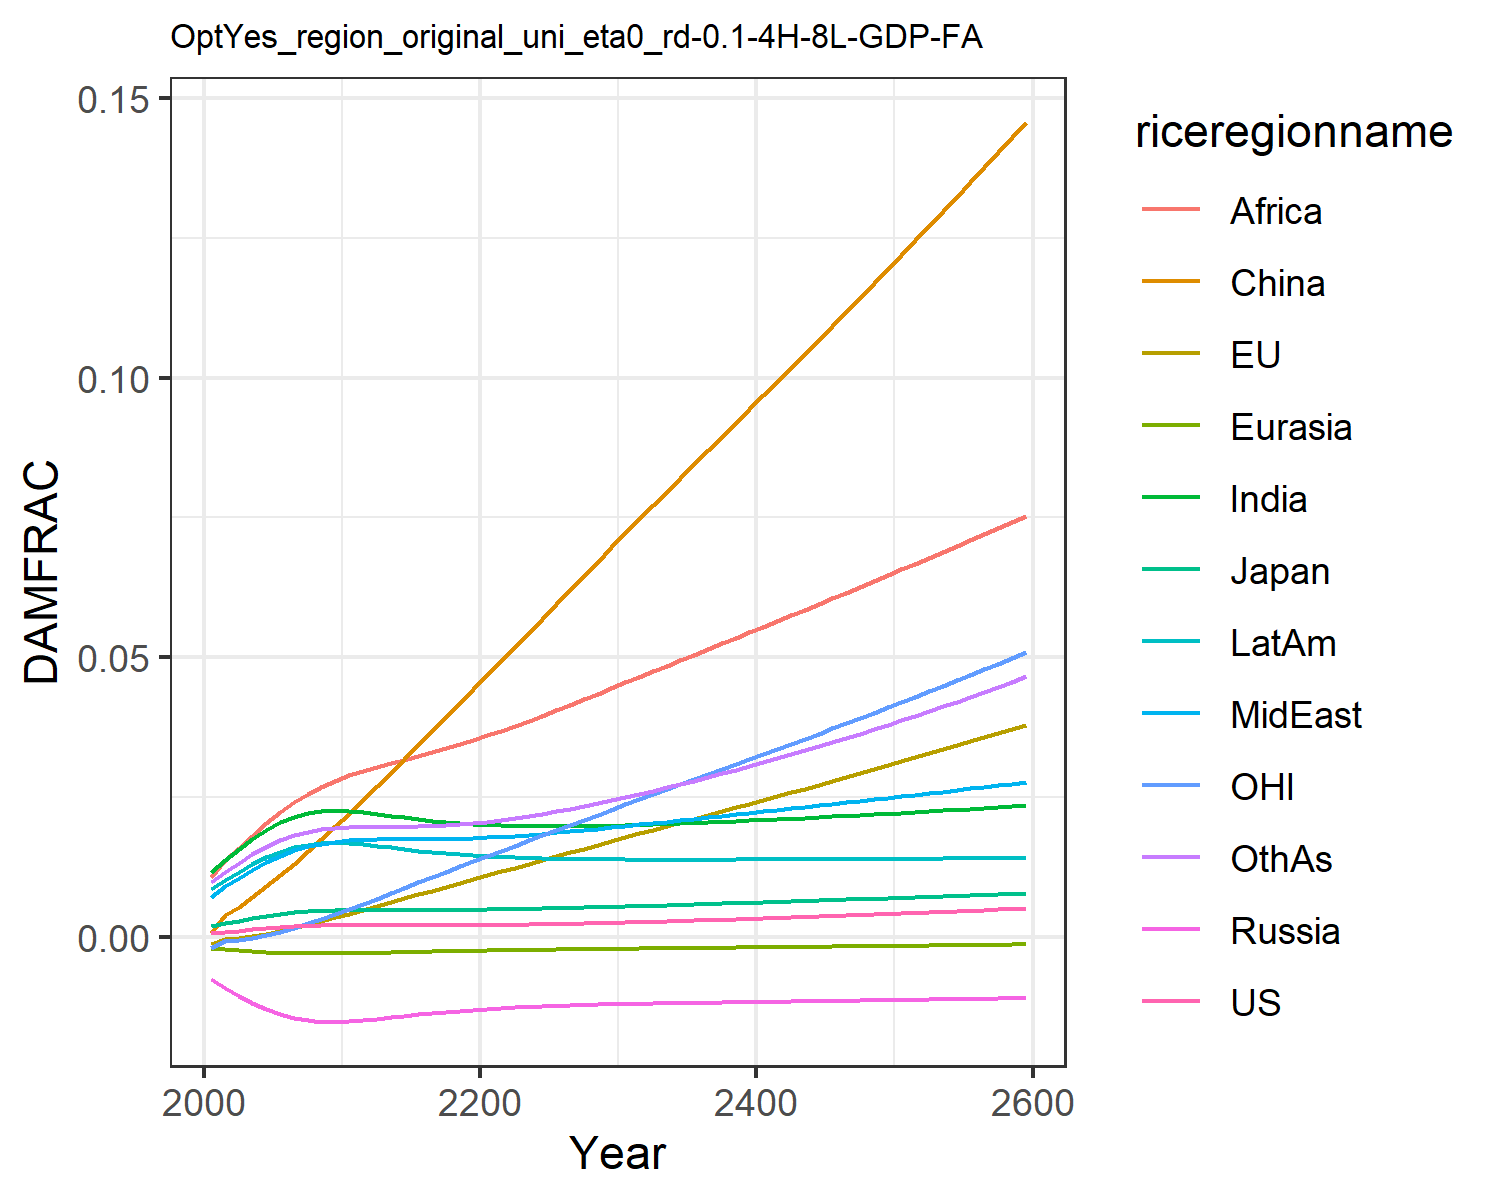 OptYes_region_original_uni_eta0_rd-0.1-4H-8L-GDP-FA
0.15
0.10
0.05
0.00
DAMFRAC
2000 2200 2400 2600
Year
riceregionname
Africa
China
EU
Eurasia
India
Japan
LatAm
MidEast
OHI
OthAs
Russia
US